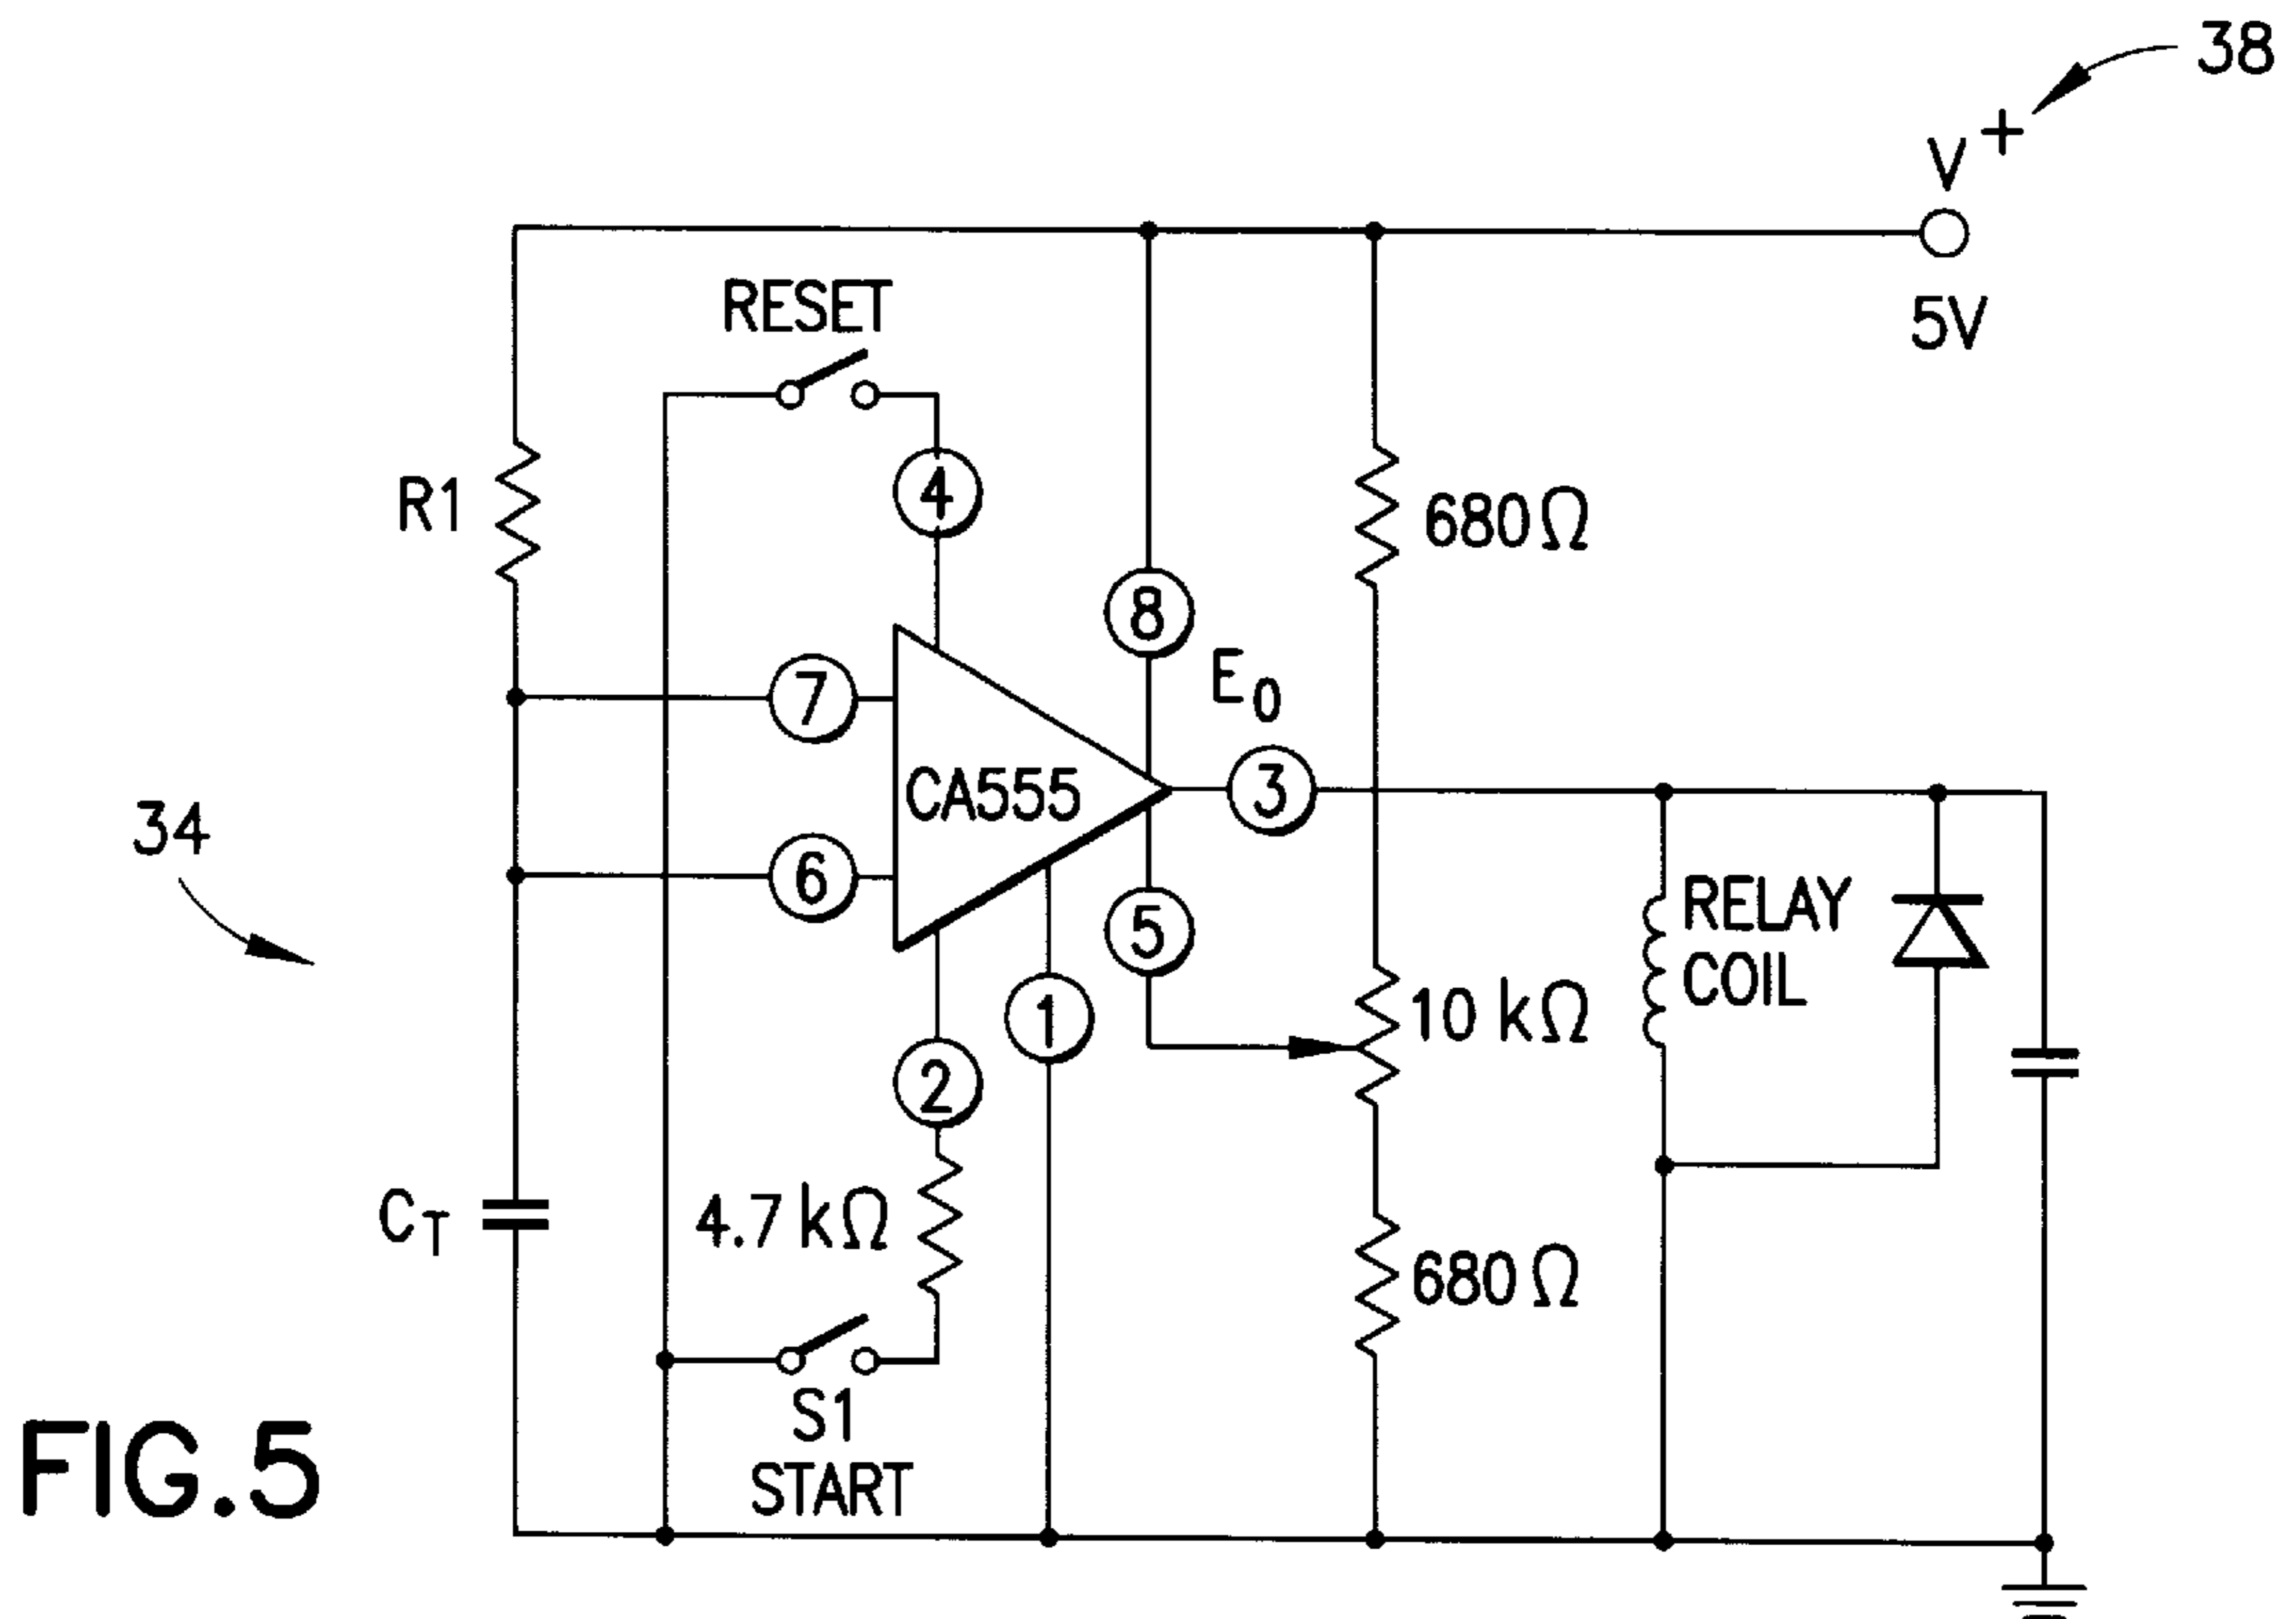 38
V+
5V
RESET
R1
4
680Ω
8
7
E0
CA555
3
34
6
5
RELAY
COIL
1
10 kΩ
2
CT
4.7 kΩ
680 Ω
S1
START
FIG.5